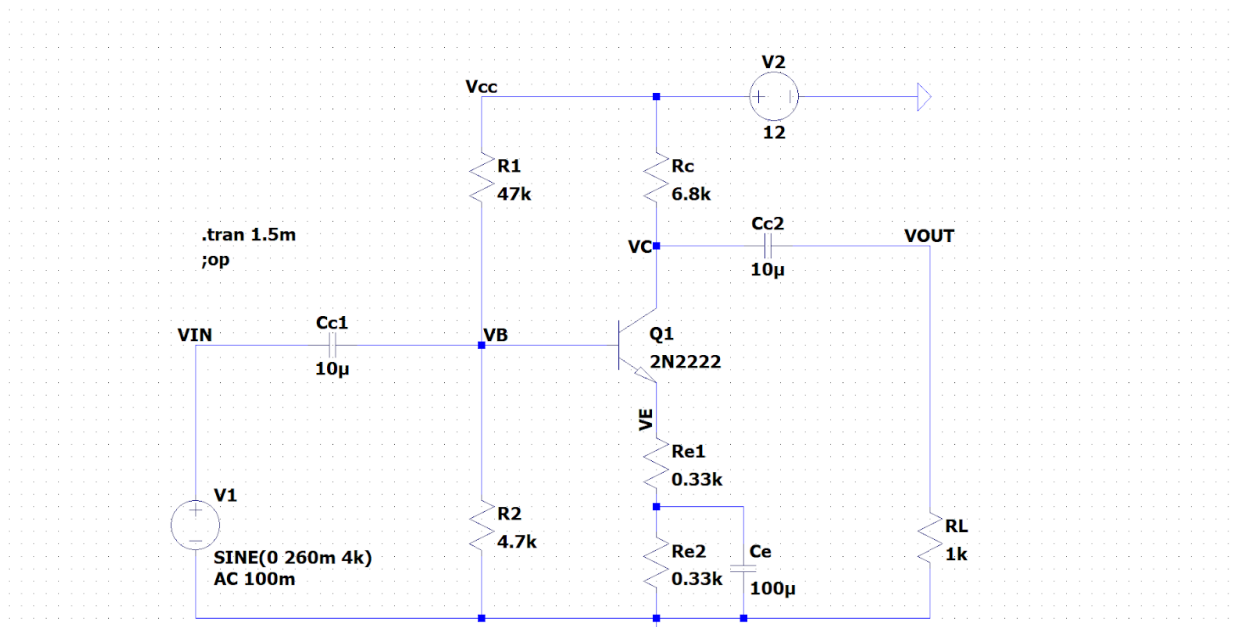 V2
Vcc
12
R1
47k
Rc
6.8k
.tran 1.5m
;op
Cc2
VOUT
VC
10µ
Cc1
VIN
VB
10µ
Q1
2N2222
VE
Re1
0.33k
V1
SINE(0 260m 4k)
AC 100m
R2
4.7k
Re2
0.33k
Ce
100µ
RL
1k